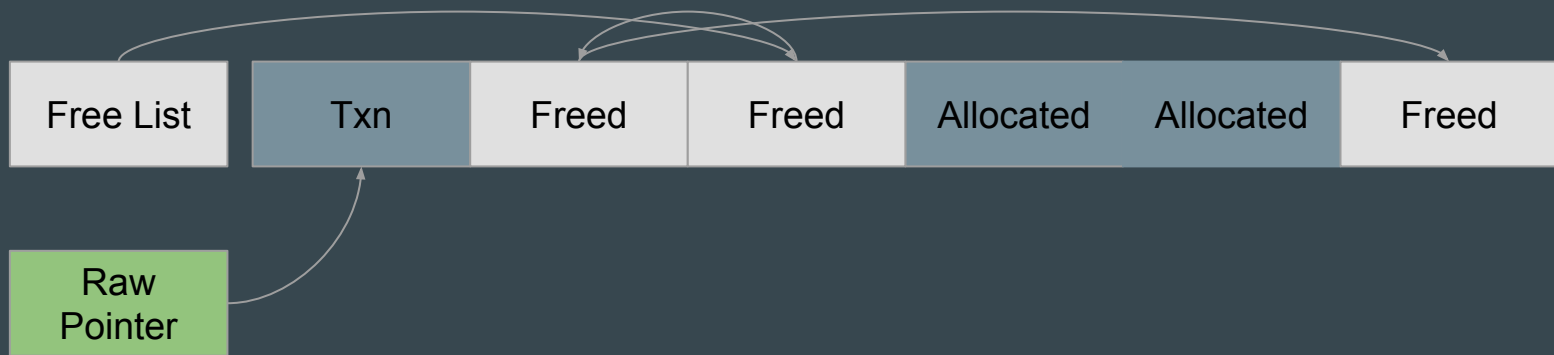 Free List
Txn
Freed
Freed
Allocated
Allocated
Freed
Raw
Pointer